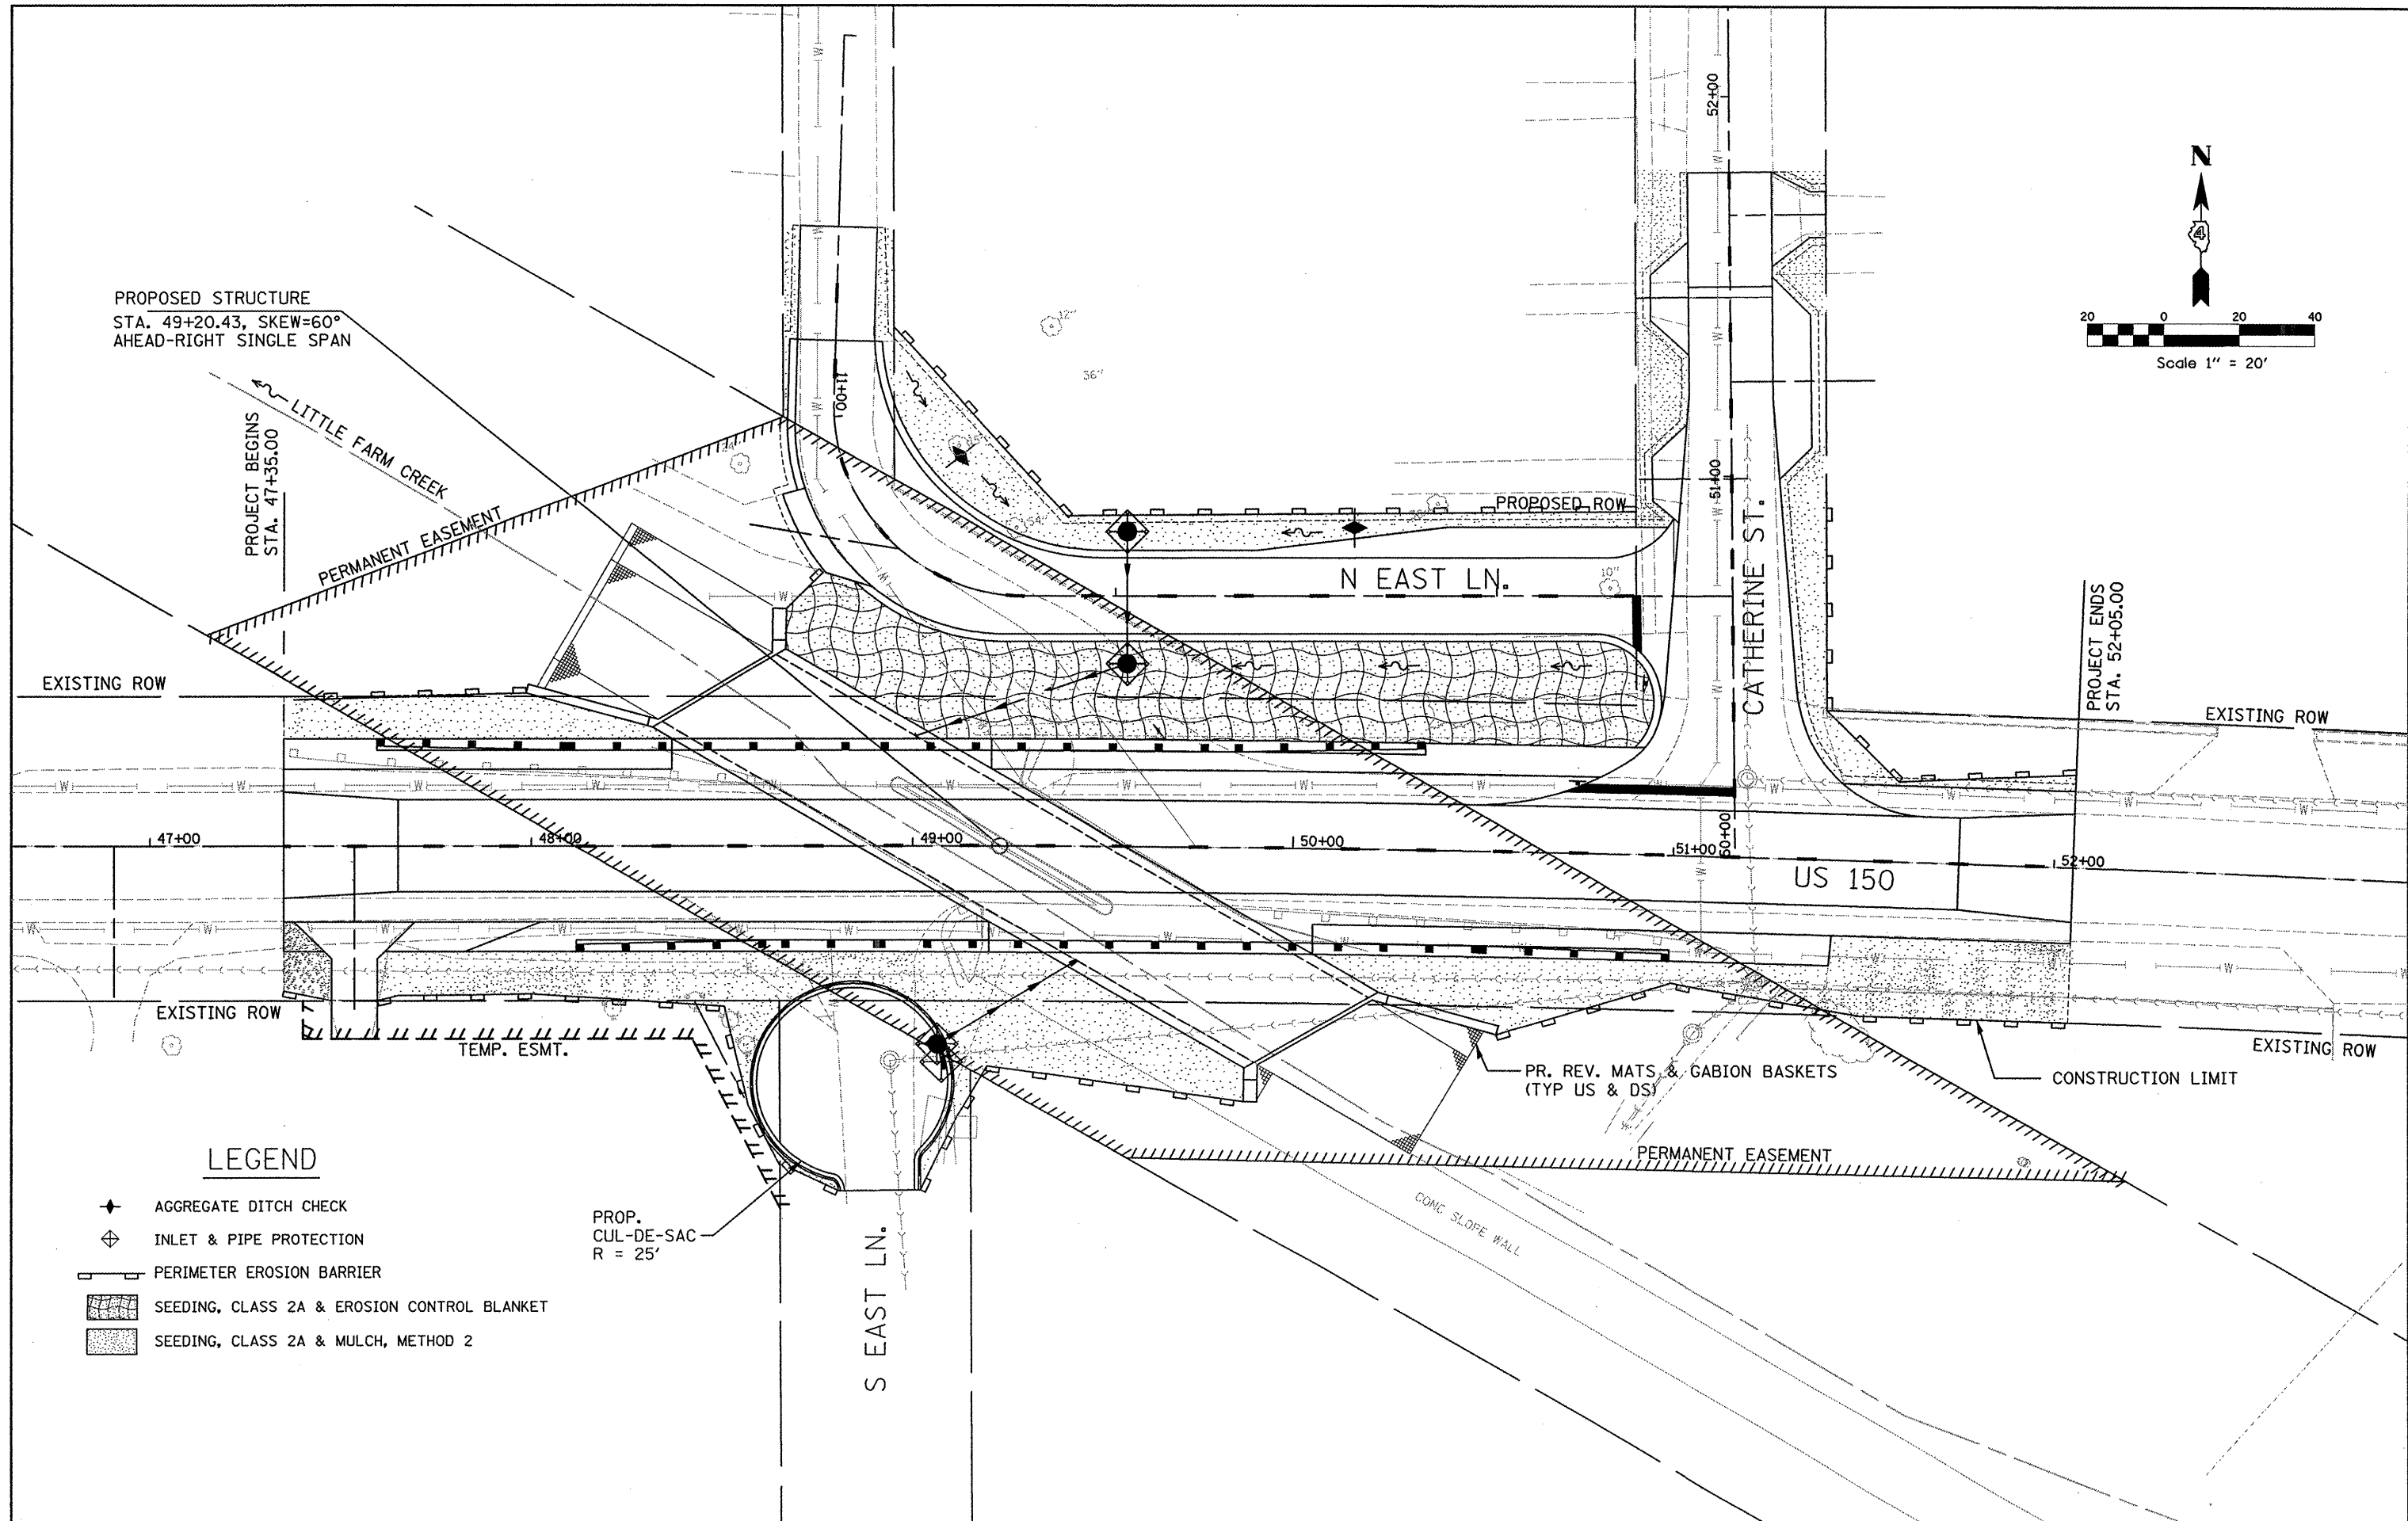 52+00
N
4
20 0 20 40
Scale 1" = 20'
PROPOSED STRUCTURE
STA. 49+20.43, SKEW=60°
AHEAD-RIGHT SINGLE SPAN
12"
36"
11+00
LITTLE FARM CREEK
PROJECT BEGINS
STA. 47+35.00
PERMANENT EASEMENT
24"
54"
51+00
PROPOSED ROW
CATHERINE ST.
N EAST LN.
10"
PROJECT ENDS
STA. 52+05.00
EXISTING ROW
EXISTING ROW
W
47+00
48+00
49+00
50+00
51+00
50+00
52+00
US 150
EXISTING ROW
TEMP. ESMT.
EXISTING ROW
PR. REV. MATS & GABION BASKETS
(TYP US & DS)
CONSTRUCTION LIMIT
PERMANENT EASEMENT
CONC SLOPE WALL
PROP.
CUL-DE-SAC
R = 25'
S EAST LN.
LEGEND
AGGREGATE DITCH CHECK
INLET & PIPE PROTECTION
PERIMETER EROSION BARRIER
SEEDING, CLASS 2A & EROSION CONTROL BLANKET
SEEDING, CLASS 2A & MULCH, METHOD 2